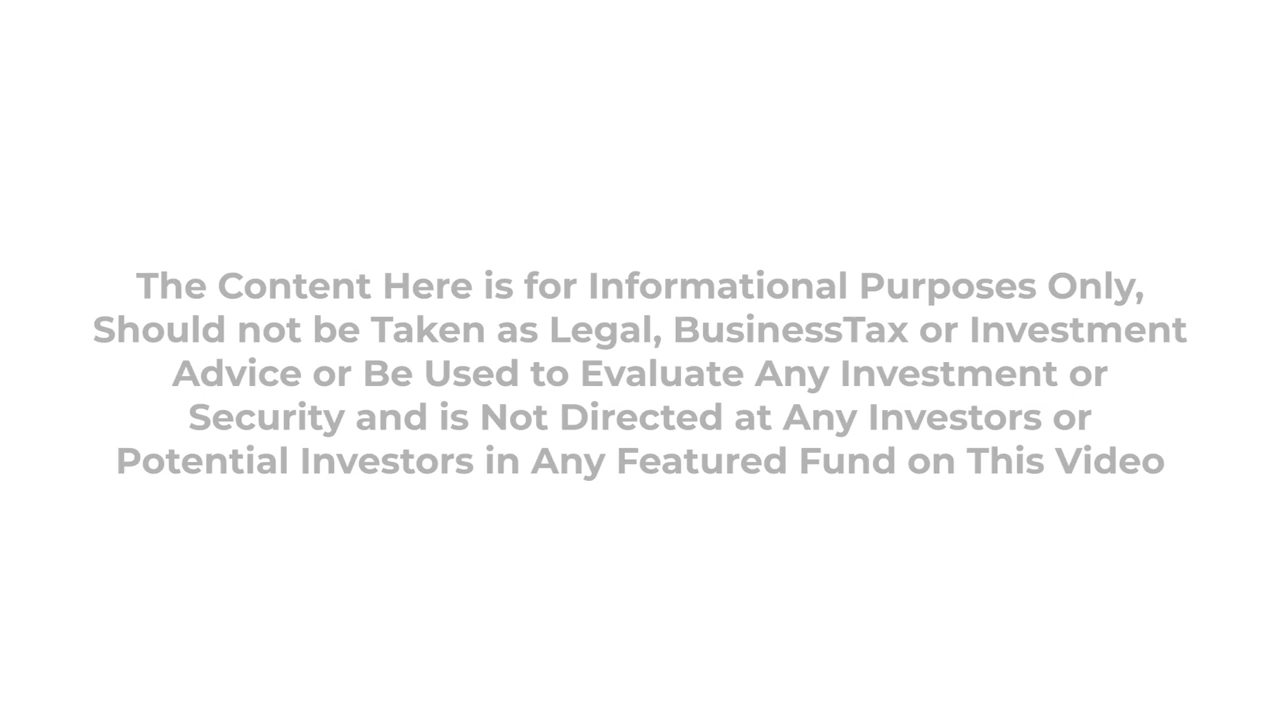 The Content Here is for Informational Purposes Only,
Should not be Taken as Legal, BusinessTax or Investment
Advice or Be Used to Evaluate Any Investment or
Security and is Not Directed at Any Investors or
Potential Investors in Any Featured Fund on This Video